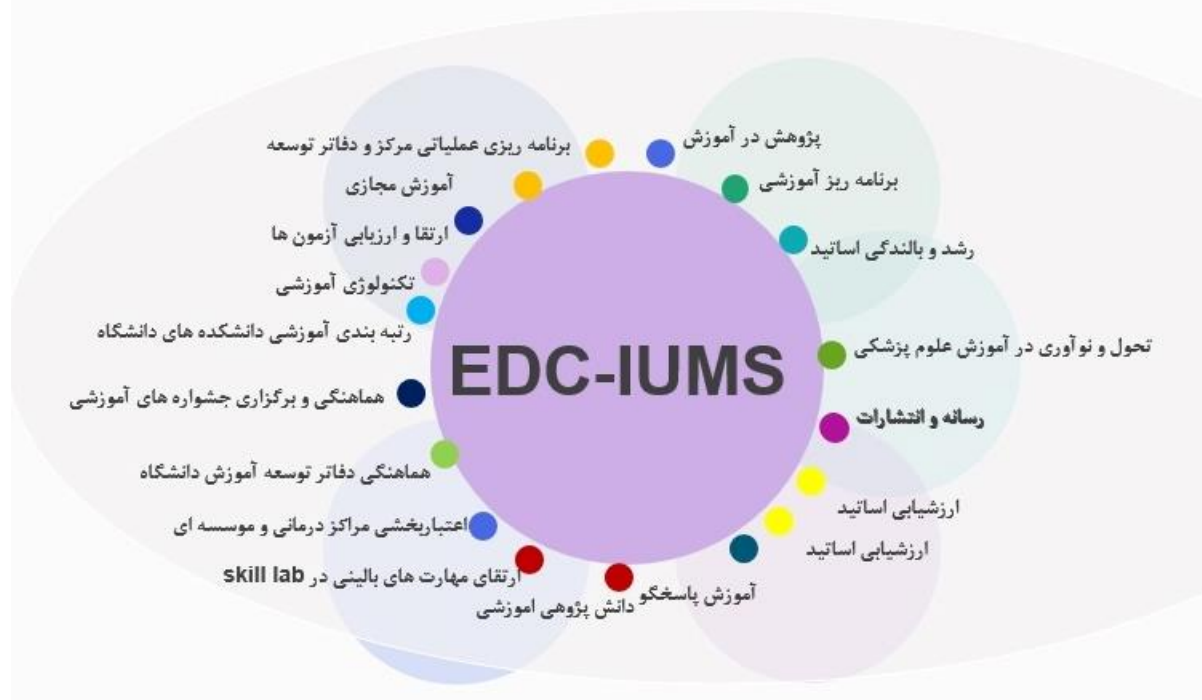 پژوهش در آموزش
برنامه ریز آموزشی
رشد و بالندگی اساتید
تحول و نوآوری در آموزش علوم پزشکی
رسانه و انتشارات
ارزشیابی اساتید
ارزشیابی اساتید
آموزش پاسخگو
دانش پژوهی اموزشی
ارتقای مهارت های بالینی در skill lab
اعتباربخشی مراکز درمانی و موسسه ای
هماهنگی دفاتر توسعه آموزش دانشگاه
هماهنگی و برگزاری جشنواره های آموزشی
رتبه بندی آموزشی دانشکده های دانشگاه
تکنولوژی آموزشی
ارتقا و ارزیابی آزمون ها
آموزش مجازی
برنامه ریزی عملیاتی مرکز و دفاتر توسعه
EDC-IUMS